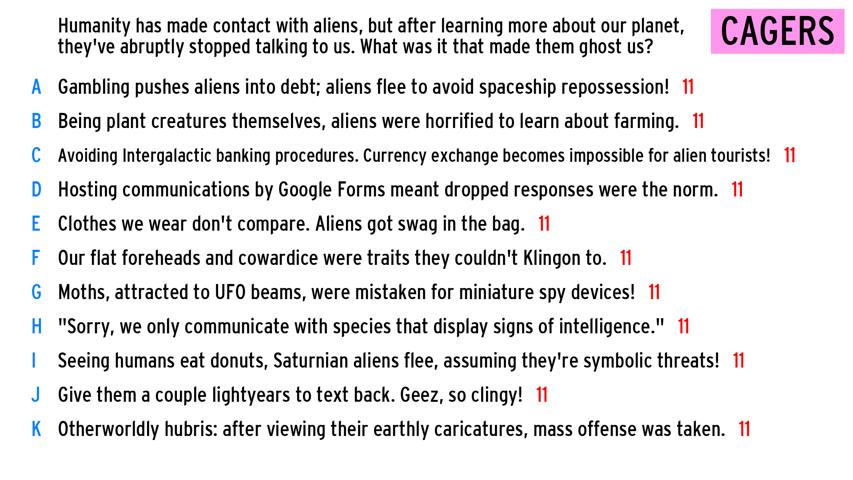 Humanity has made contact with aliens, but after learning more about our planet,
they've abruptly stopped talking to us. What was it that made them ghost us?
CAGERS
A Gambling pushes aliens into debt; aliens flee to avoid spaceship repossession! 11
B Being plant creatures themselves, aliens were horrified to learn about farming. 11
C Avoiding Intergalactic banking procedures. Currency exchange becomes impossible for alien tourists! 11
D Hosting communications by Google Forms meant dropped responses were the norm. 11
E Clothes we wear don't compare. Aliens got swag in the bag. 11
F Our flat foreheads and cowardice were traits they couldn't Klingon to. 11
G Moths, attracted to UFO beams, were mistaken for miniature spy devices! 11
H "Sorry, we only communicate with species that display signs of intelligence." 11
I Seeing humans eat donuts, Saturnian aliens flee, assuming they're symbolic threats! 11
J Give them a couple lightyears to text back. Geez, so clingy! 11
K Otherworldly hubris: after viewing their earthly caricatures, mass offense was taken. 11